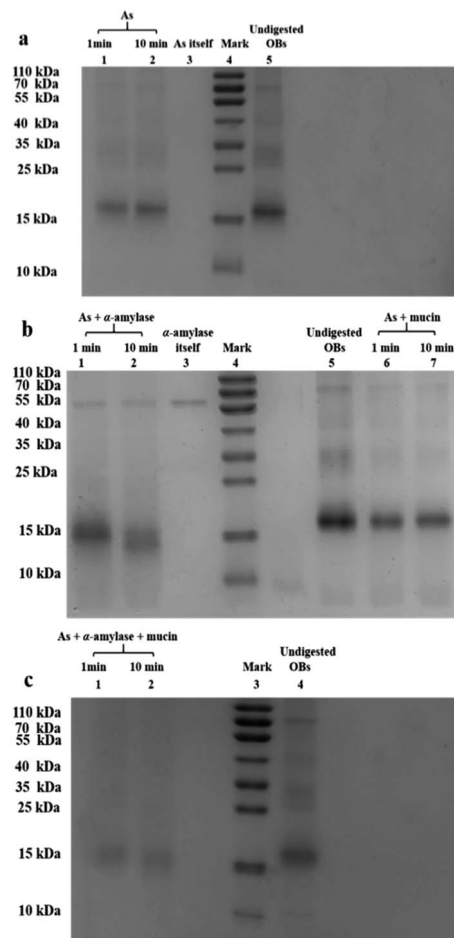 a
As
1min 10 min As itself Mark Undigested OBs
1 2 3 4 5
110 kDa
70 kDa
55 kDa
40 kDa
35 kDa
25 kDa
15 kDa
10 kDa
b
As + α-amylase α-amylase itself Mark Undigested OBs As + mucin
1 min 10 min 1 min 10 min
1 2 3 4 5 6 7
110 kDa
70 kDa
55 kDa
40 kDa
35 kDa
25 kDa
15 kDa
10 kDa
As + α-amylase + mucin
c
1min 10 min Mark Undigested OBs
1 2 3 4
110 kDa
70 kDa
55 kDa
40 kDa
35 kDa
25 kDa
15 kDa
10 kDa